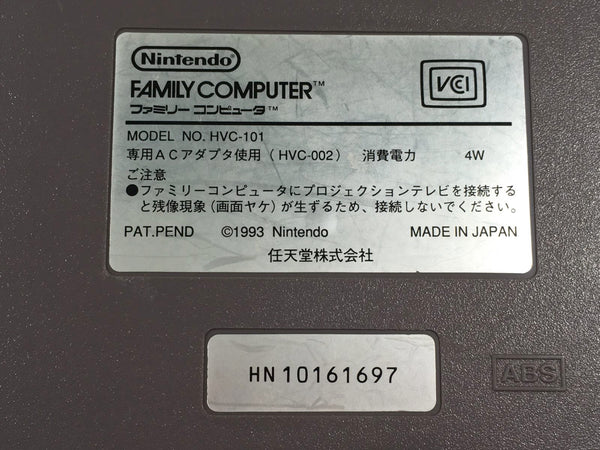 Nintendo
FAMILY COMPUTER™
ファミリー コンピュータ™
VCCI
MODEL NO. HVC-101
専用ACアダプタ使用(HVC-002) 消費電力 4W
ご注意
●ファミリーコンピュータにプロジェクションテレビを接続する
と残像現象(画面ヤケ)が生ずるため、接続しないでください。
PAT.PEND ©1993 Nintendo MADE IN JAPAN
任天堂株式会社
HN10161697
ABS